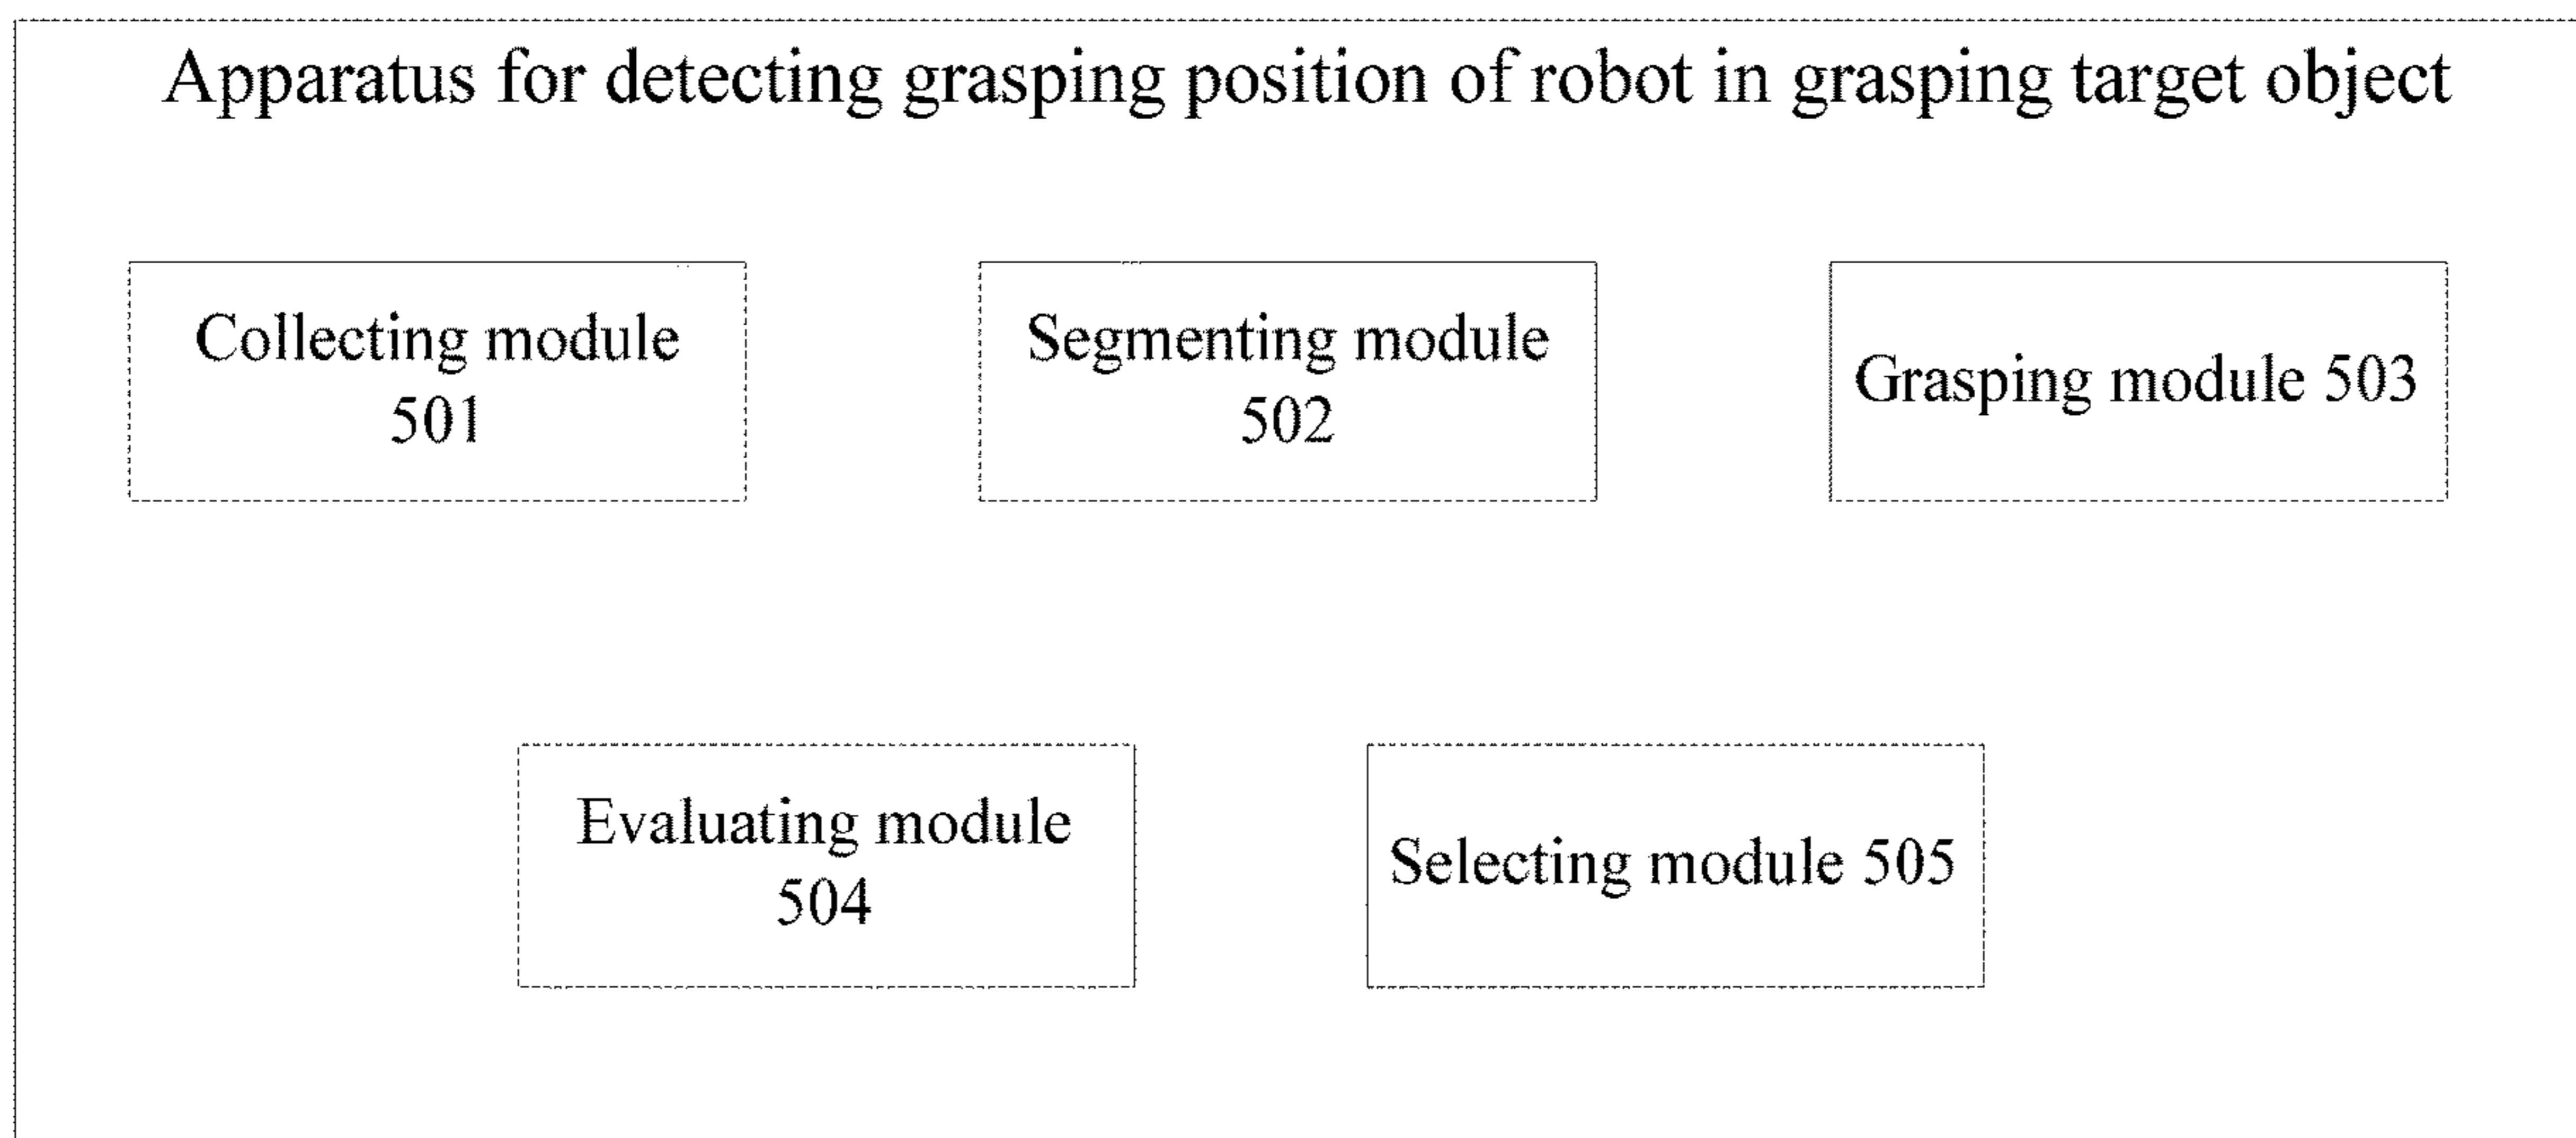 Apparatus for detecting grasping position of robot in grasping target object
Collecting module
501
Segmenting module
502
Grasping module 503
Evaluating module
504
Selecting module 505